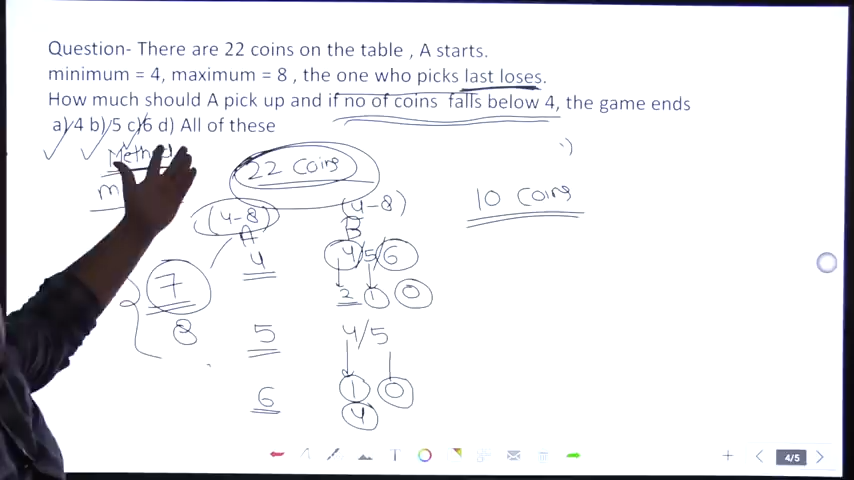 Question- There are 22 coins on the table , A starts.
minimum = 4, maximum = 8 , the one who picks last loses.
How much should A pick up and if no of coins falls below 4, the game ends
a) 4 b) 5 c) 6 d) All of these
22 coins
m
10 coins
(4-8) (4-8)
A B
4 4/5/6
7 2 1 0
8 5 4/5
6 1 0
4
4/5